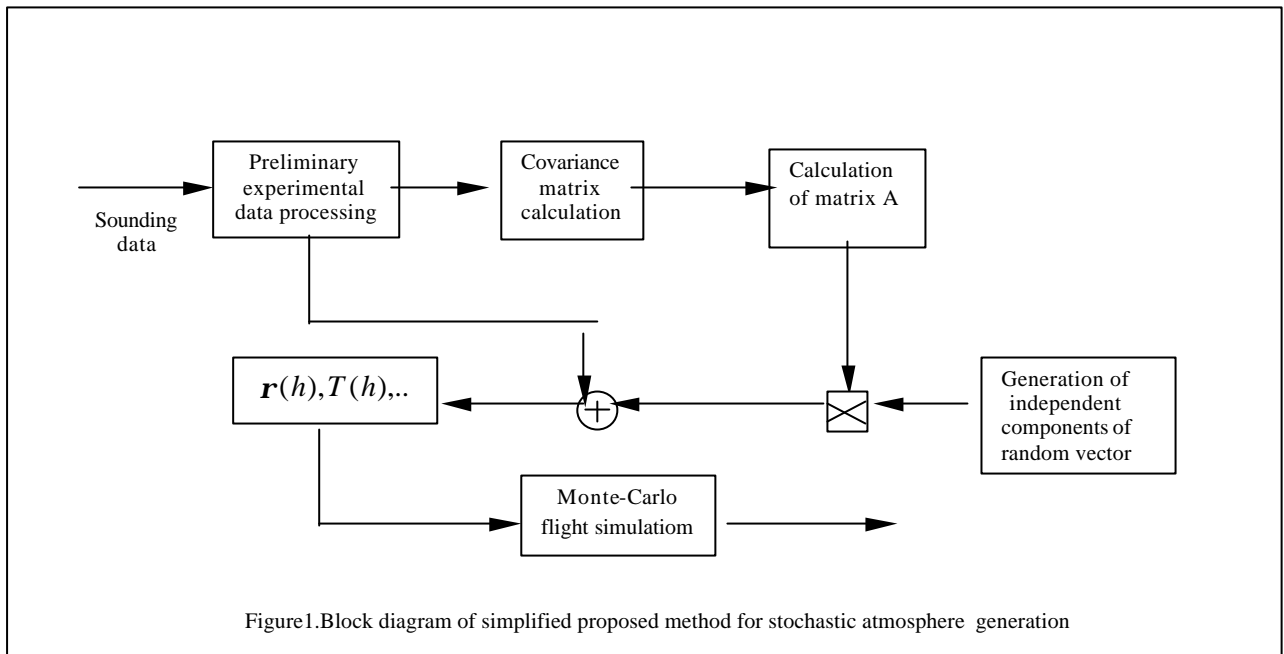 Preliminary
experimental
data processing
Covariance
matrix
calculation
Calculation
of matrix A
Sounding
data
r(h),T(h),..
+
Generation of
independent
components of
random vector
Monte-Carlo
flight simulatiom
Figure1.Block diagram of simplified proposed method for stochastic atmosphere generation